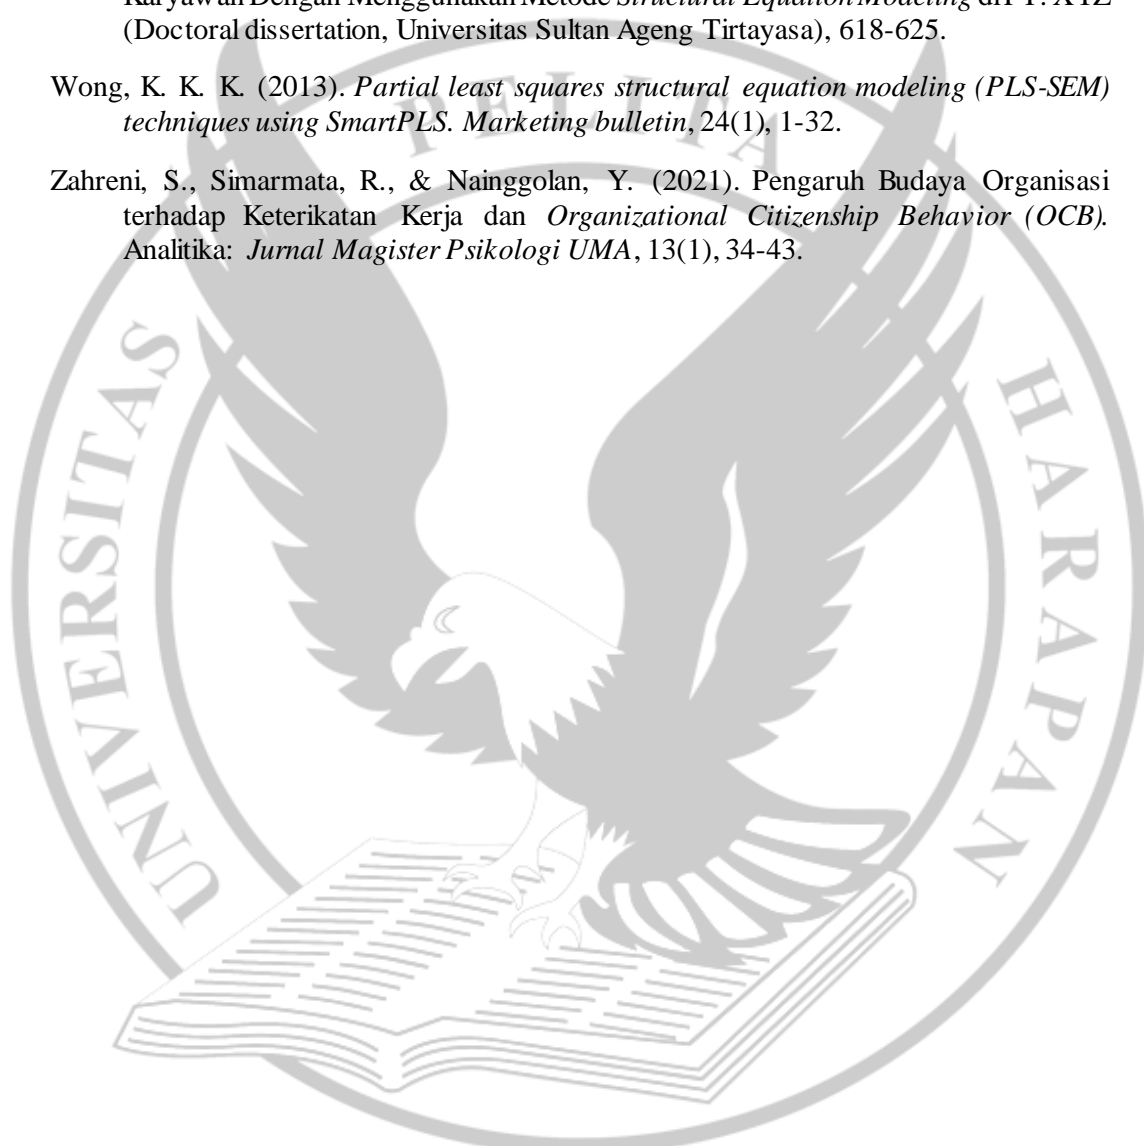 Karyawan Dengan Menggunakan Metode Structural Equation Modeling di PT. XYZ
(Doctoral dissertation, Universitas Sultan Ageng Tirtayasa), 618-625.
Wong, K. K. K. (2013). Partial least squares structural equation modeling (PLS-SEM)
techniques using SmartPLS. Marketing bulletin, 24(1), 1-32.
Zahreni, S., Simarmata, R., & Nainggolan, Y. (2021). Pengaruh Budaya Organisasi
terhadap Keterikatan Kerja dan Organizational Citizenship Behavior (OCB).
Analitika: Jurnal Magister Psikologi UMA, 13(1), 34-43.
UNIVERSITAS
PELITA
HARAPAN